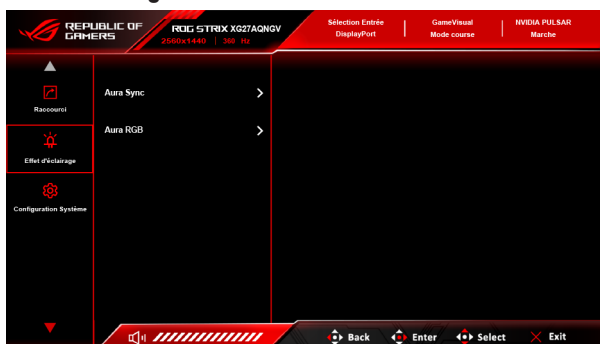 REPUBLIC OF
GAMERS
ROG STRIX XG27AQNGV
2560x1440 | 360 Hz
Sélection Entrée
DisplayPort
GameVisual
Mode course
NVIDIA PULSAR
Marche
Raccourci
Effet d'éclairage
Configuration Système
Aura Sync
Aura RGB
Back
Enter
Select
Exit